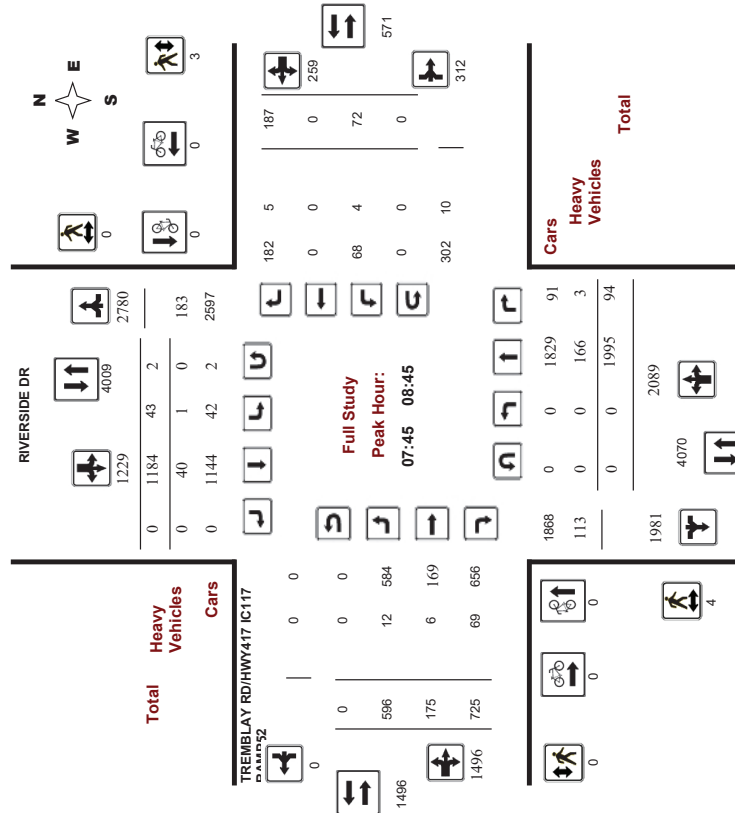 N
W E
S
3
0
0
0
RIVERSIDE DR
2780
4009
1229
0 1184 43 2
0 40 1 0 183
0 1144 42 2 2597
Total
Heavy
Vehicles
Cars
571
259
312
182 5 187
0 0 0
68 4 72
0 0 0
302 10
Full Study
Peak Hour:
07:45 08:45
TREMBLAY RD/HWY417 IC117
RAMP52
0
0 0
0 0 0
596 12 584
175 6 169
725 69 656
1496
1496
Cars
Heavy
Vehicles
Total
1868 0 0 1829 91
113 0 0 166 3
0 0 1995 94
1981
2089
4070
0
0
0
4